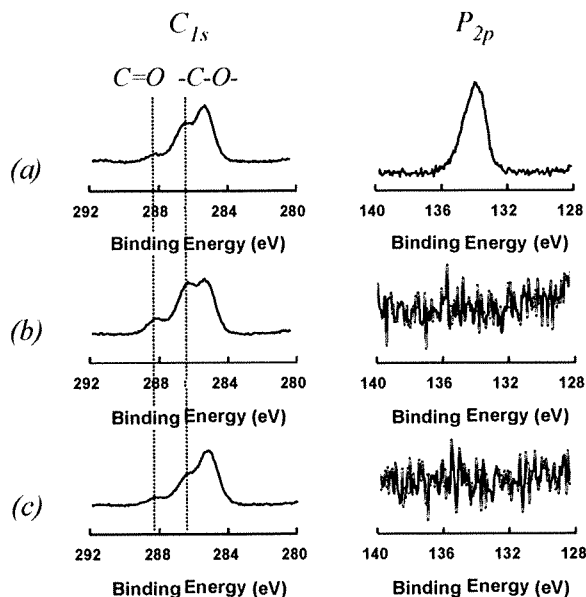 C1s P2p
C=O -C-O-
(a)
292 288 284 280 140 136 132 128
Binding Energy (eV) Binding Energy (eV)
(b)
292 288 284 280 140 136 132 128
Binding Energy (eV) Binding Energy (eV)
(c)
292 288 284 280 140 136 132 128
Binding Energy (eV) Binding Energy (eV)